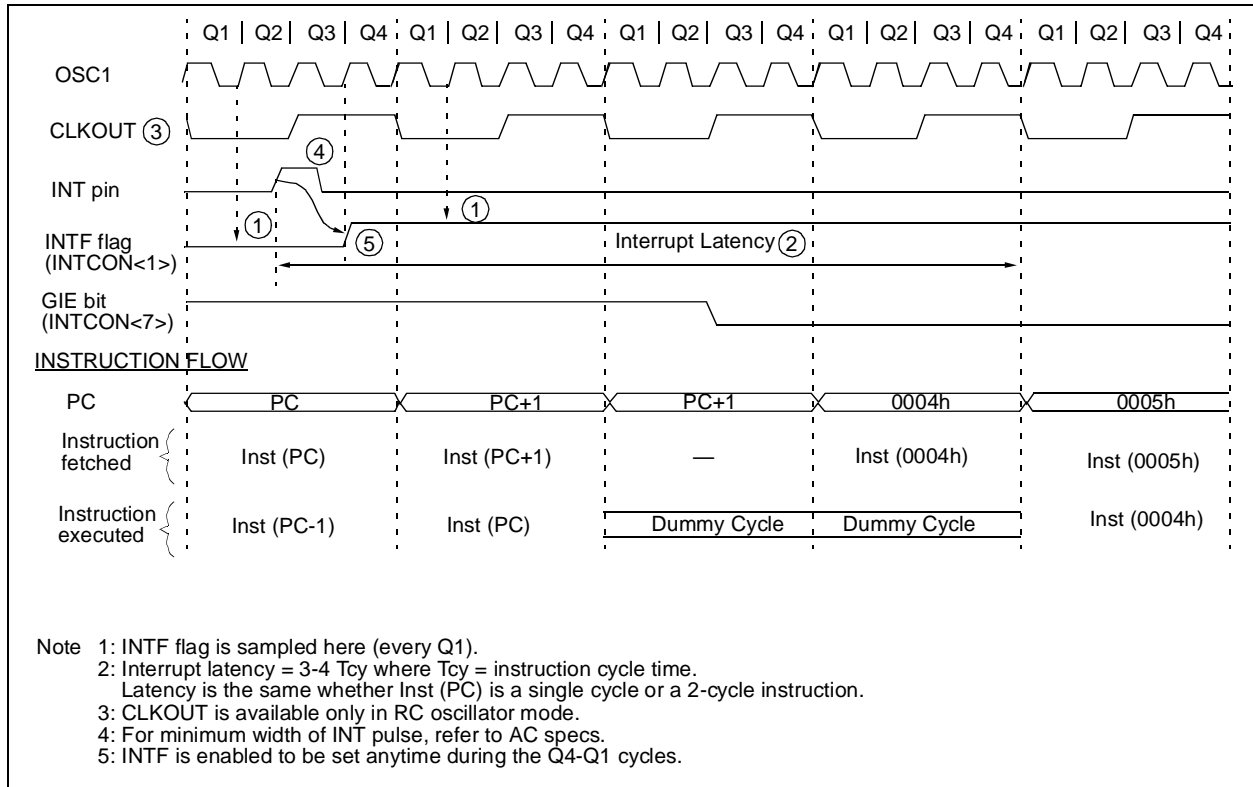 Q1 | Q2 | Q3 | Q4 Q1 | Q2 | Q3 | Q4 Q1 | Q2 | Q3 | Q4 Q1 | Q2 | Q3 | Q4 Q1 | Q2 | Q3 | Q4
OSC1
CLKOUT ③
④
INT pin
① ①
INTF flag
(INTCON<1>)
⑤
Interrupt Latency ②
GIE bit
(INTCON<7>)
INSTRUCTION FLOW
PC PC PC+1 PC+1 0004h 0005h
Instruction
fetched
Inst (PC) Inst (PC+1) — Inst (0004h) Inst (0005h)
Instruction
executed
Inst (PC-1) Inst (PC) Dummy Cycle Dummy Cycle Inst (0004h)
Note 1: INTF flag is sampled here (every Q1).
2: Interrupt latency = 3-4 Tcy where Tcy = instruction cycle time.
Latency is the same whether Inst (PC) is a single cycle or a 2-cycle instruction.
3: CLKOUT is available only in RC oscillator mode.
4: For minimum width of INT pulse, refer to AC specs.
5: INTF is enabled to be set anytime during the Q4-Q1 cycles.